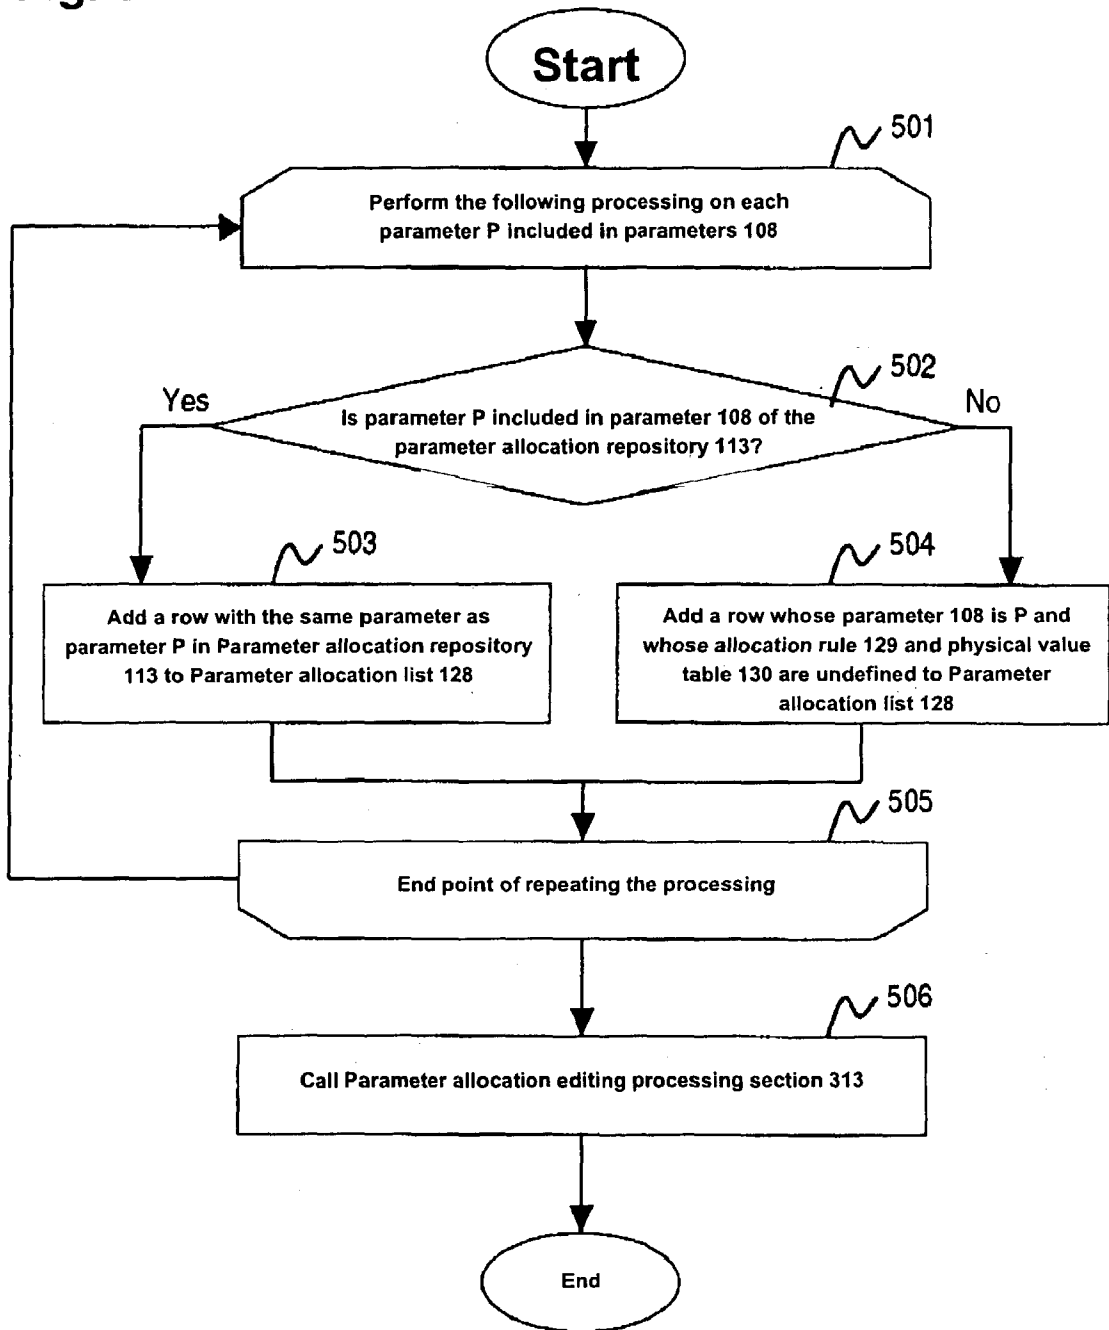 Start
501
Perform the following processing on each
parameter P included in parameters 108
502
Yes
No
Is parameter P included in parameter 108 of the
parameter allocation repository 113?
503
504
Add a row with the same parameter as
parameter P in Parameter allocation repository
113 to Parameter allocation list 128
Add a row whose parameter 108 is P and
whose allocation rule 129 and physical value
table 130 are undefined to Parameter
allocation list 128
505
End point of repeating the processing
506
Call Parameter allocation editing processing section 313
End